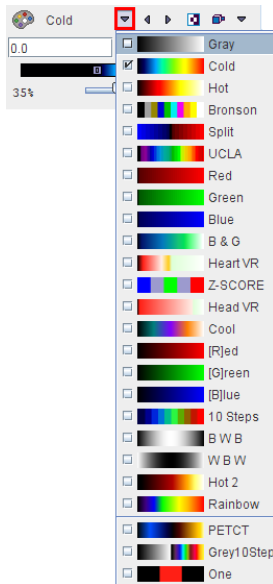 Cold
0.0
35%
Gray
Cold
Hot
Bronson
Split
UCLA
Red
Green
Blue
B & G
Heart VR
Z-SCORE
Head VR
Cool
[R]ed
[G]reen
[B]lue
10 Steps
B W B
W B W
Hot 2
Rainbow
PETCT
Grey10Step
One